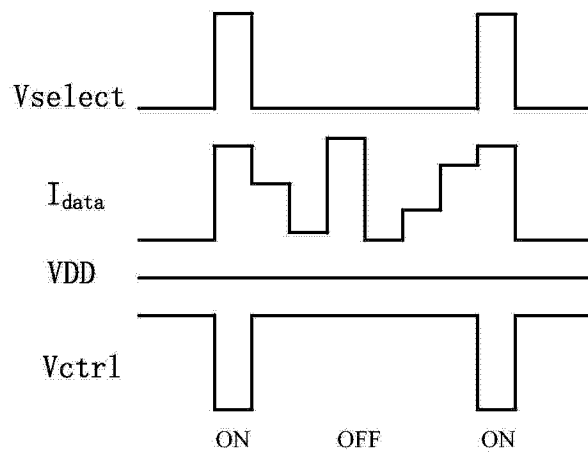 Vselect
Idata
VDD
Vctrl
ON OFF ON